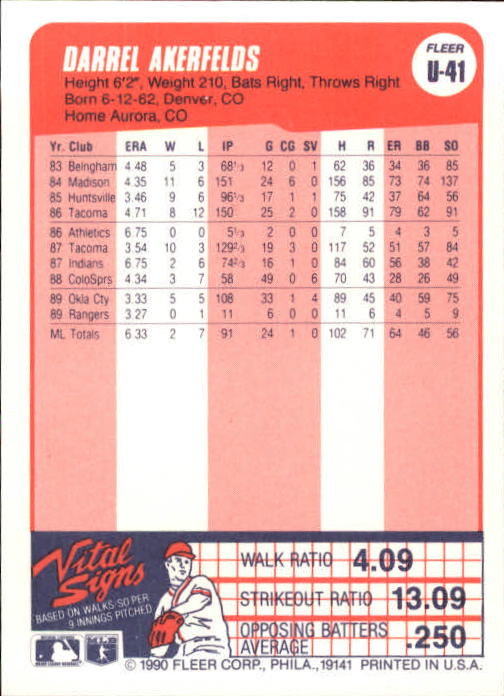 DARREL AKERFELDS
FLEER
U-41
Height 6'2", Weight 210, Bats Right, Throws Right
Born 6-12-62, Denver, CO
Home Aurora, CO
Yr. Club ERA W L IP G CG SV H R ER BB SO
83 Belngham 4.48 5 3 68 1/3 12 0 1 62 36 34 36 85
84 Madison 4.35 11 6 151 24 6 0 156 85 73 74 137
85 Huntsville 3.46 9 6 96 1/3 17 1 1 75 42 37 64 56
86 Tacoma 4.71 8 12 150 25 2 0 158 91 79 62 91
86 Athletics 6.75 0 0 5 1/3 2 0 0 7 5 4 3 5
87 Tacoma 3.54 10 3 129 2/3 19 3 0 117 52 51 57 84
87 Indians 6.75 2 6 74 2/3 16 1 0 84 60 56 38 42
88 ColoSprs 4.34 3 7 58 49 0 6 70 43 28 26 49
89 Okla Cty 3.33 5 5 108 33 1 4 89 45 40 59 75
89 Rangers 3.27 0 1 11 6 0 0 11 6 4 5 9
ML Totals 6.33 2 7 91 24 1 0 102 71 64 46 56
Vital
Signs
BASED ON WALKS/SO PER
9 INNINGS PITCHED
WALK RATIO 4.09
STRIKEOUT RATIO 13.09
OPPOSING BATTERS
AVERAGE .250
© 1990 FLEER CORP., PHILA., 19141 PRINTED IN U.S.A.